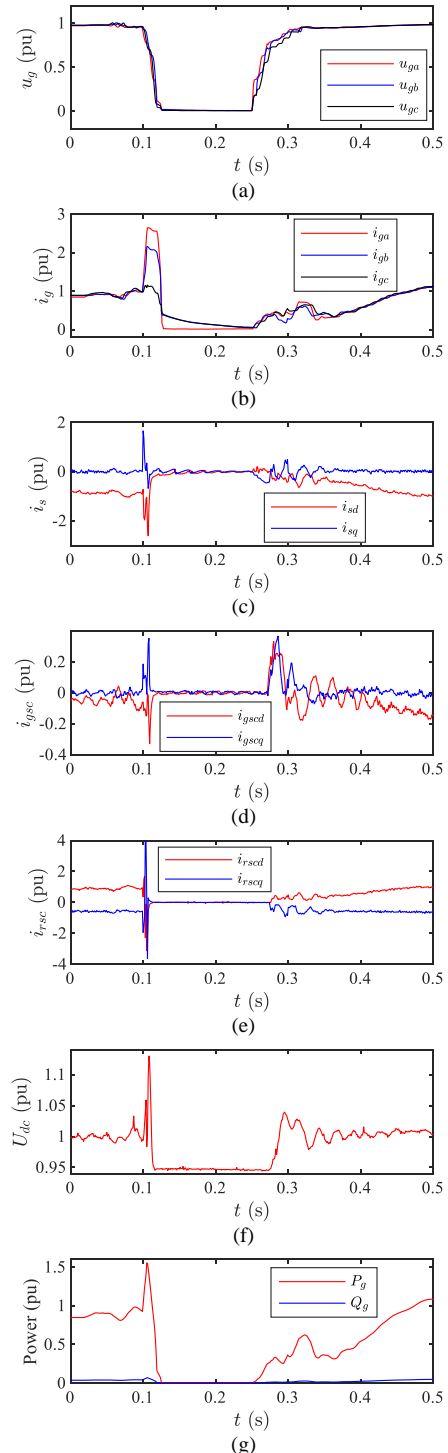 1
0.5
0
u_g (pu)
u_ga
u_gb
u_gc
0 0.1 0.2 0.3 0.4 0.5
t (s)
(a)
3
2
1
0
i_g (pu)
i_ga
i_gb
i_gc
0 0.1 0.2 0.3 0.4 0.5
t (s)
(b)
2
0
-2
i_s (pu)
i_sd
i_sq
0 0.1 0.2 0.3 0.4 0.5
t (s)
(c)
0.2
0
-0.2
-0.4
i_gsc (pu)
i_gscd
i_gscq
0 0.1 0.2 0.3 0.4 0.5
t (s)
(d)
4
2
0
-2
-4
i_rsc (pu)
i_rscd
i_rscq
0 0.1 0.2 0.3 0.4 0.5
t (s)
(e)
1.1
1.05
1
0.95
U_dc (pu)
0 0.1 0.2 0.3 0.4 0.5
t (s)
(f)
1.5
1
0.5
0
Power (pu)
P_g
Q_g
0 0.1 0.2 0.3 0.4 0.5
t (s)
(g)